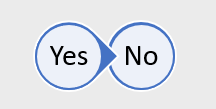 Yes No